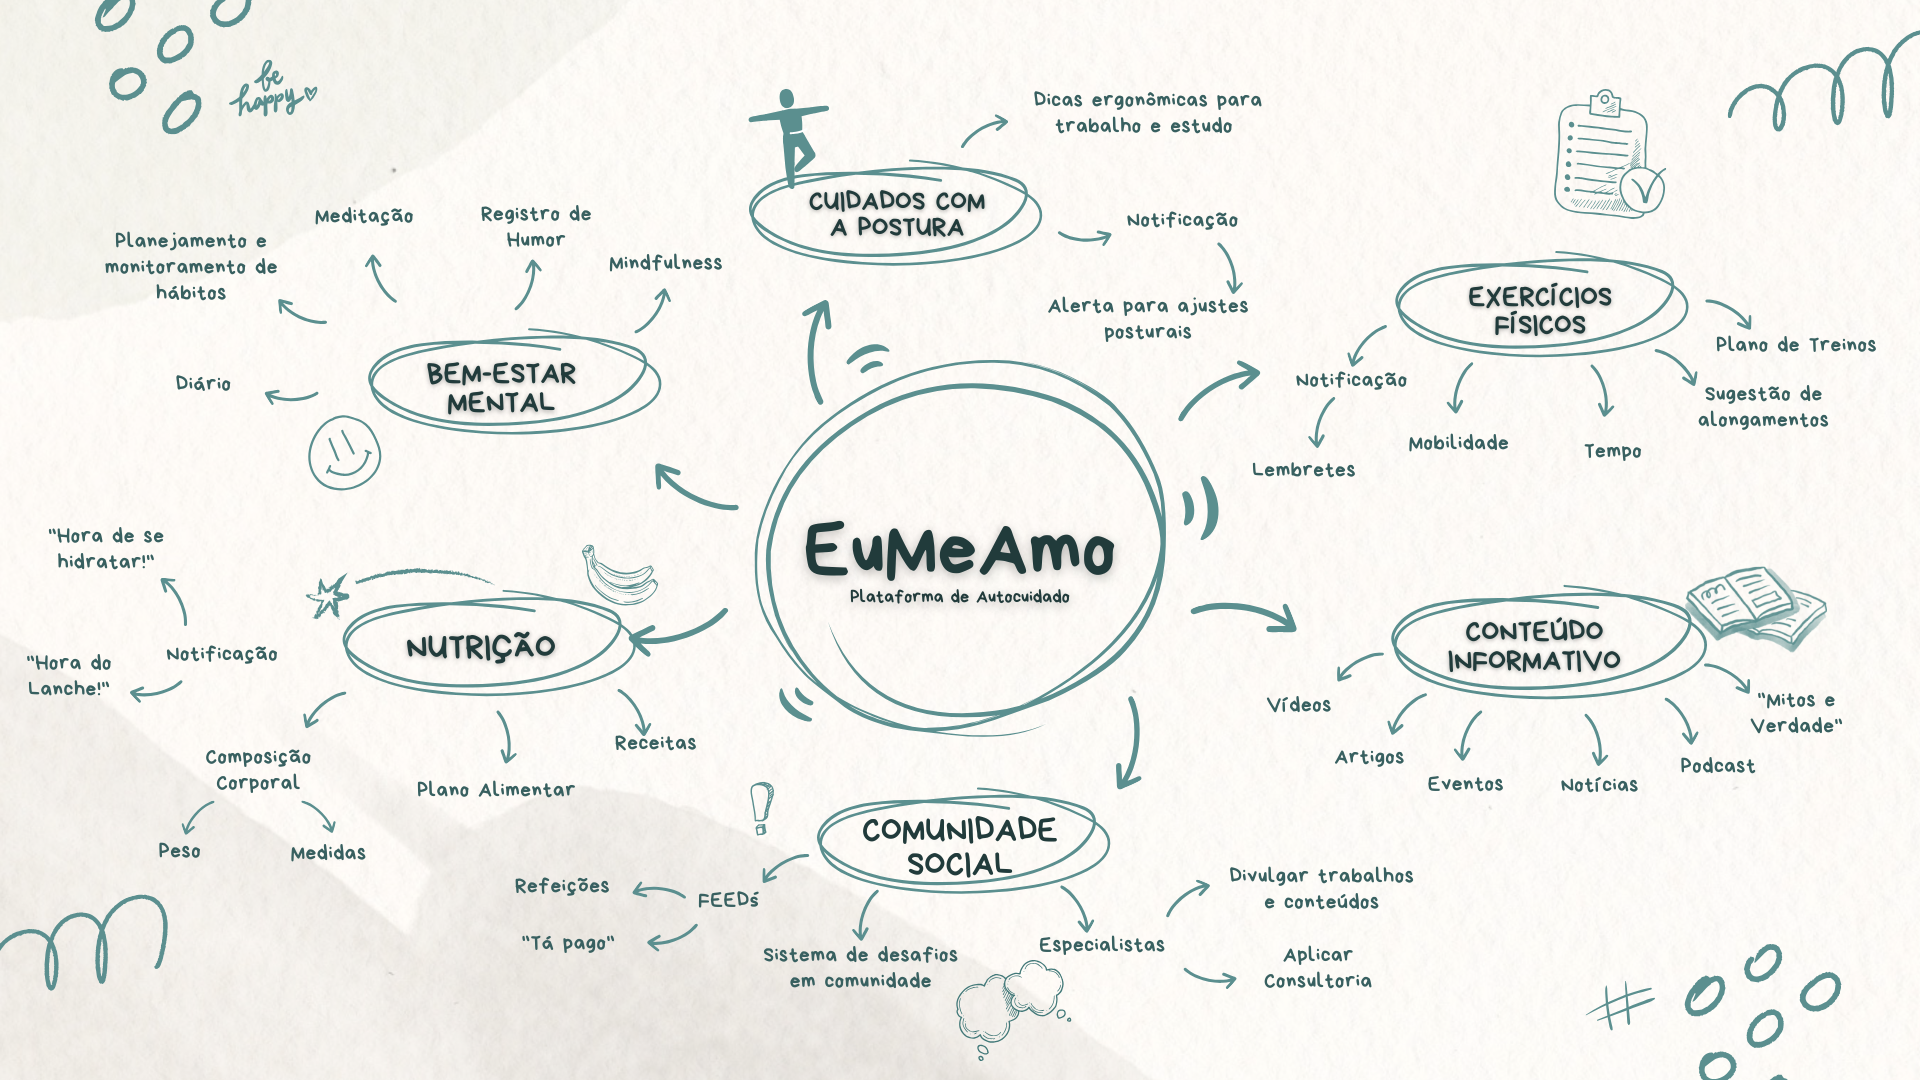 be
happy
Dicas ergonômicas para
trabalho e estudo
CUIDADOS COM
A POSTURA
Notificação
Alerta para ajustes
posturais
Meditação
Registro de
Humor
Mindfulness
Planejamento e
monitoramento de
hábitos
Diário
BEM-ESTAR
MENTAL
EXERCÍCIOS
FÍSICOS
Plano de Treinos
Sugestão de
alongamentos
Notificação
Lembretes
Mobilidade
Tempo
EuMeAmo
Plataforma de Autocuidado
"Hora de se
hidratar!"
Notificação
"Hora do
Lanche!"
NUTRIÇÃO
Composição
Corporal
Peso
Medidas
Plano Alimentar
Receitas
CONTEÚDO
INFORMATIVO
Vídeos
Artigos
Eventos
Notícias
Podcast
"Mitos e
Verdade"
COMUNIDADE
SOCIAL
FEEDś
Refeições
"Tá pago"
Sistema de desafios
em comunidade
Especialistas
Divulgar trabalhos
e conteúdos
Aplicar
Consultoria